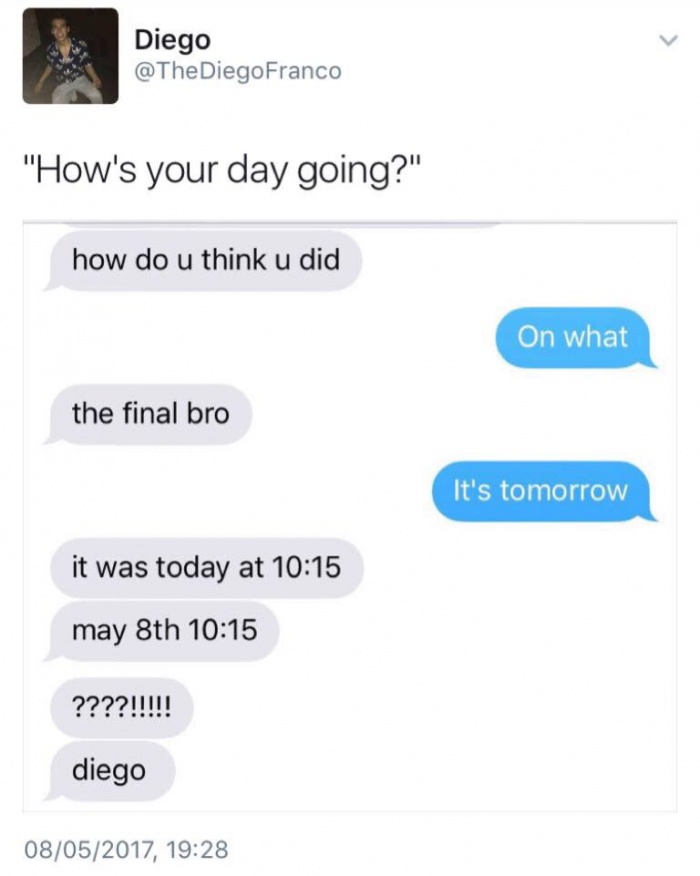 Diego
@TheDiegoFranco
"How's your day going?"
how do u think u did
On what
the final bro
It's tomorrow
it was today at 10:15
may 8th 10:15
????!!!!!
diego
08/05/2017, 19:28